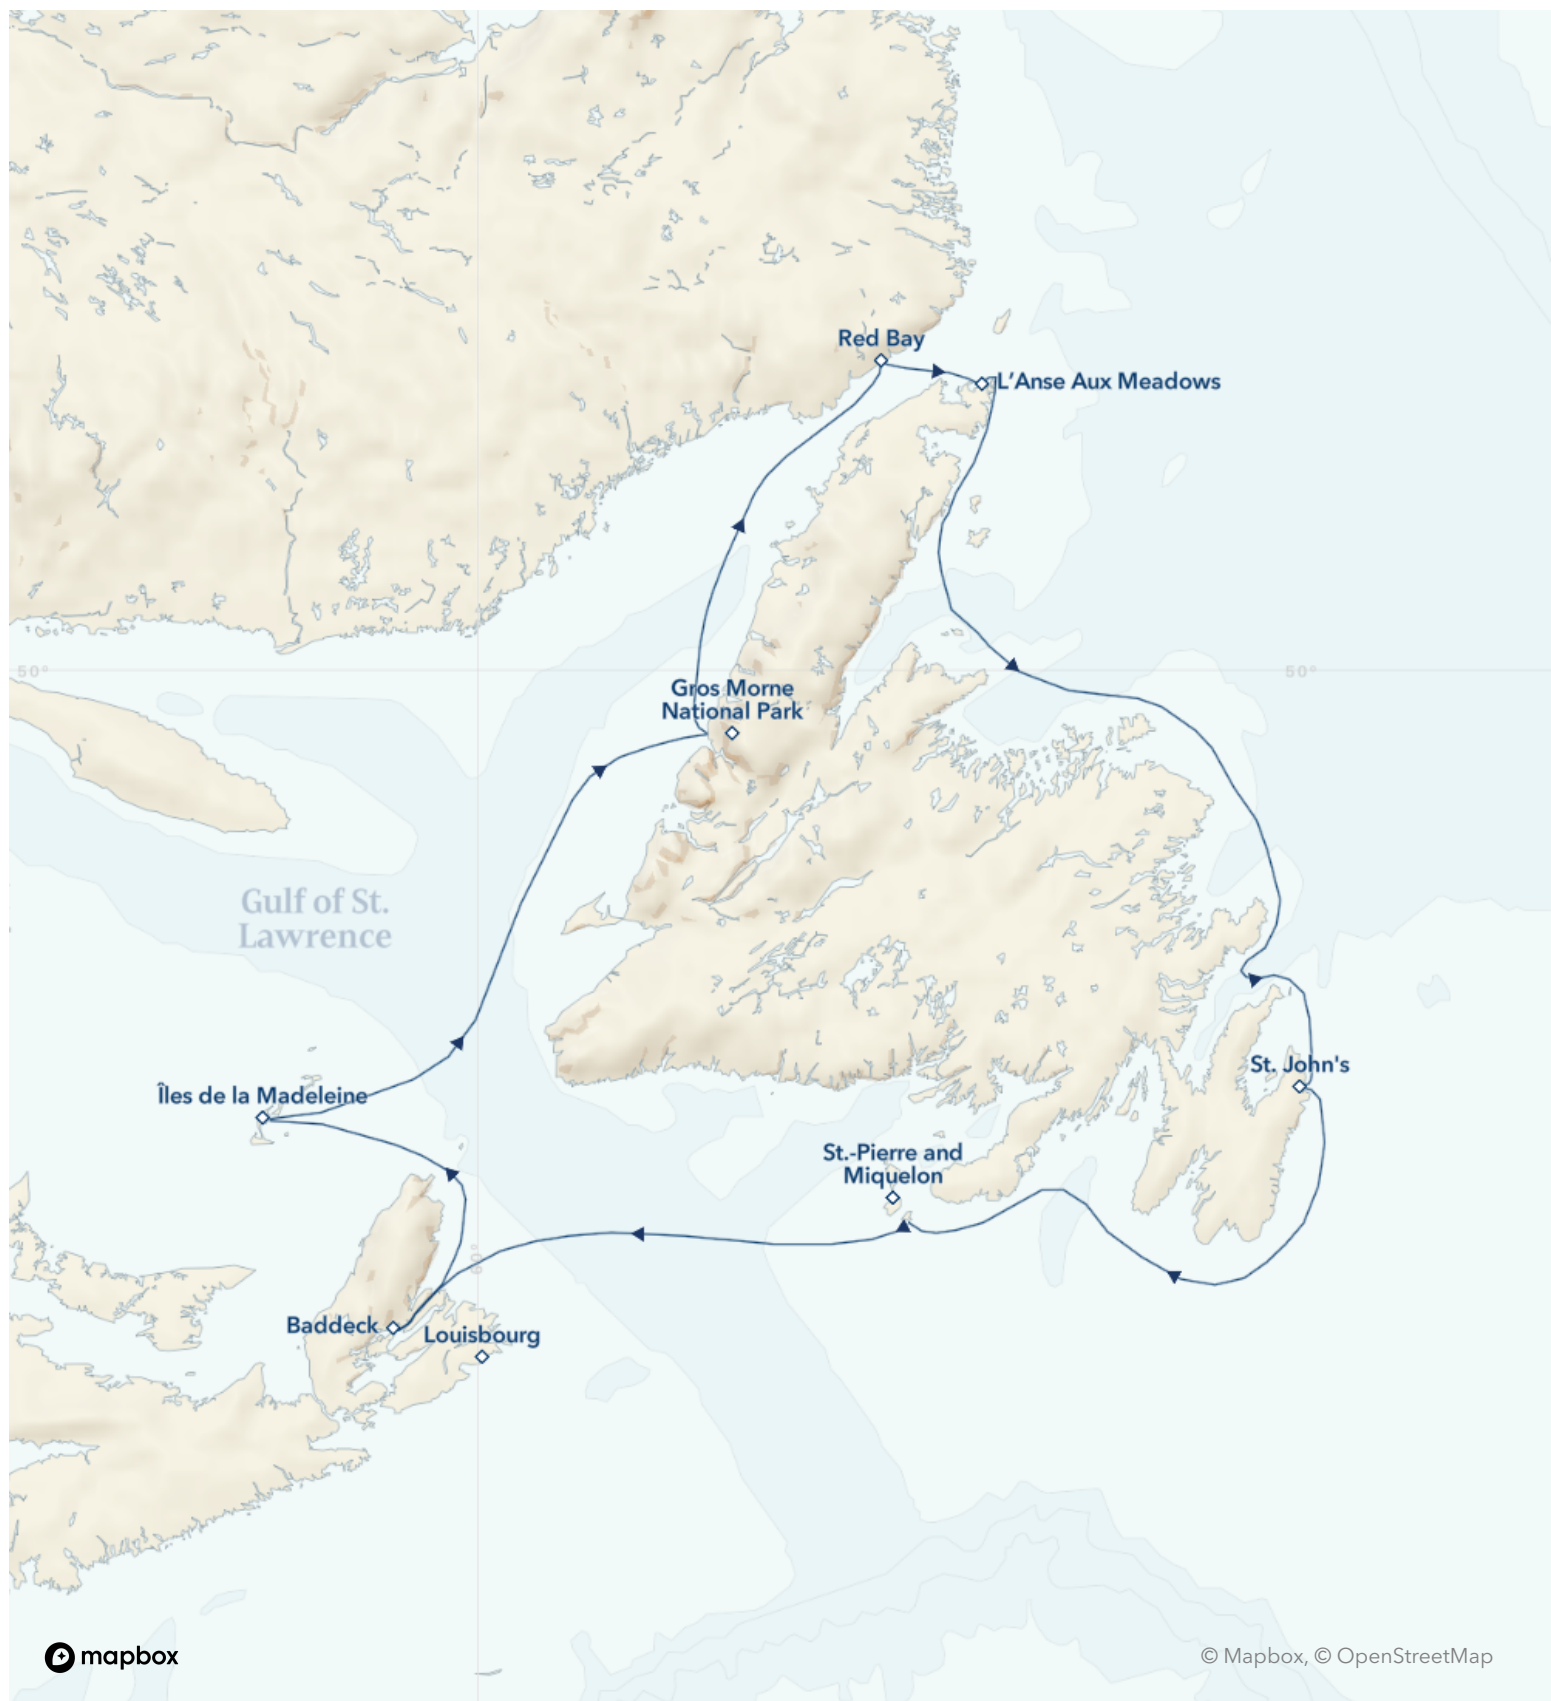 Red Bay
L'Anse Aux Meadows
50°
50°
Gros Morne
National Park
Gulf of St.
Lawrence
Îles de la Madeleine
St. John's
St.-Pierre and
Miquelon
60
Baddeck
Louisbourg
mapbox
© Mapbox, © OpenStreetMap